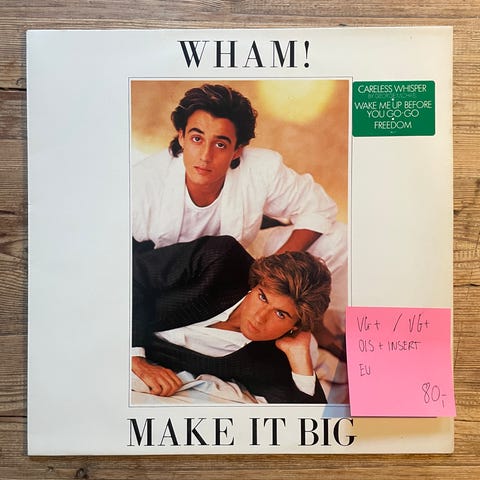 WHAM!
CARELESS WHISPER
BY GEORGE MICHAEL
WAKE ME UP BEFORE
YOU GO-GO
•
FREEDOM
VG+ / VG+
OIS + INSERT
EU
80,-
MAKE IT BIG